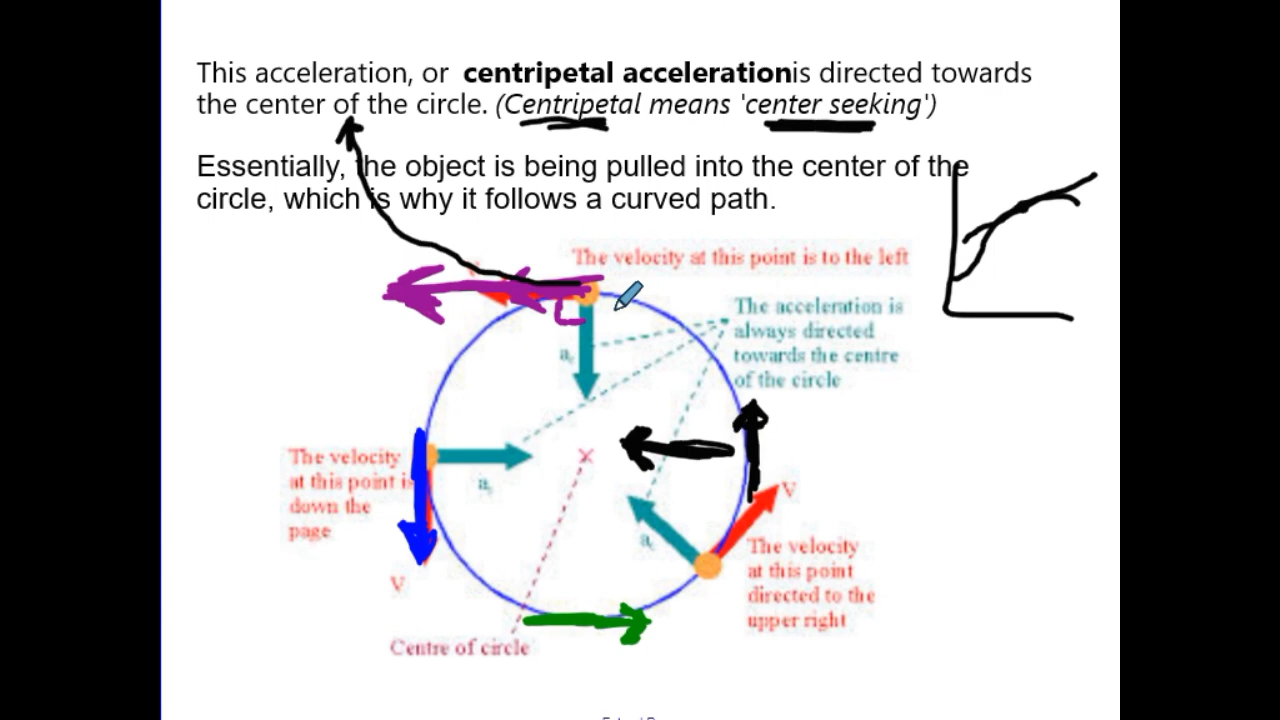 This acceleration, or centripetal accelerationis directed towards
the center of the circle. (Centripetal means 'center seeking')
Essentially, the object is being pulled into the center of the
circle, which is why it follows a curved path.
The velocity at this point is to the left
The acceleration is
always directed
towards the centre
of the circle
a
The velocity
at this point is
down the
page
a
V
V
a
The velocity
at this point
directed to the
upper right
Centre of circle